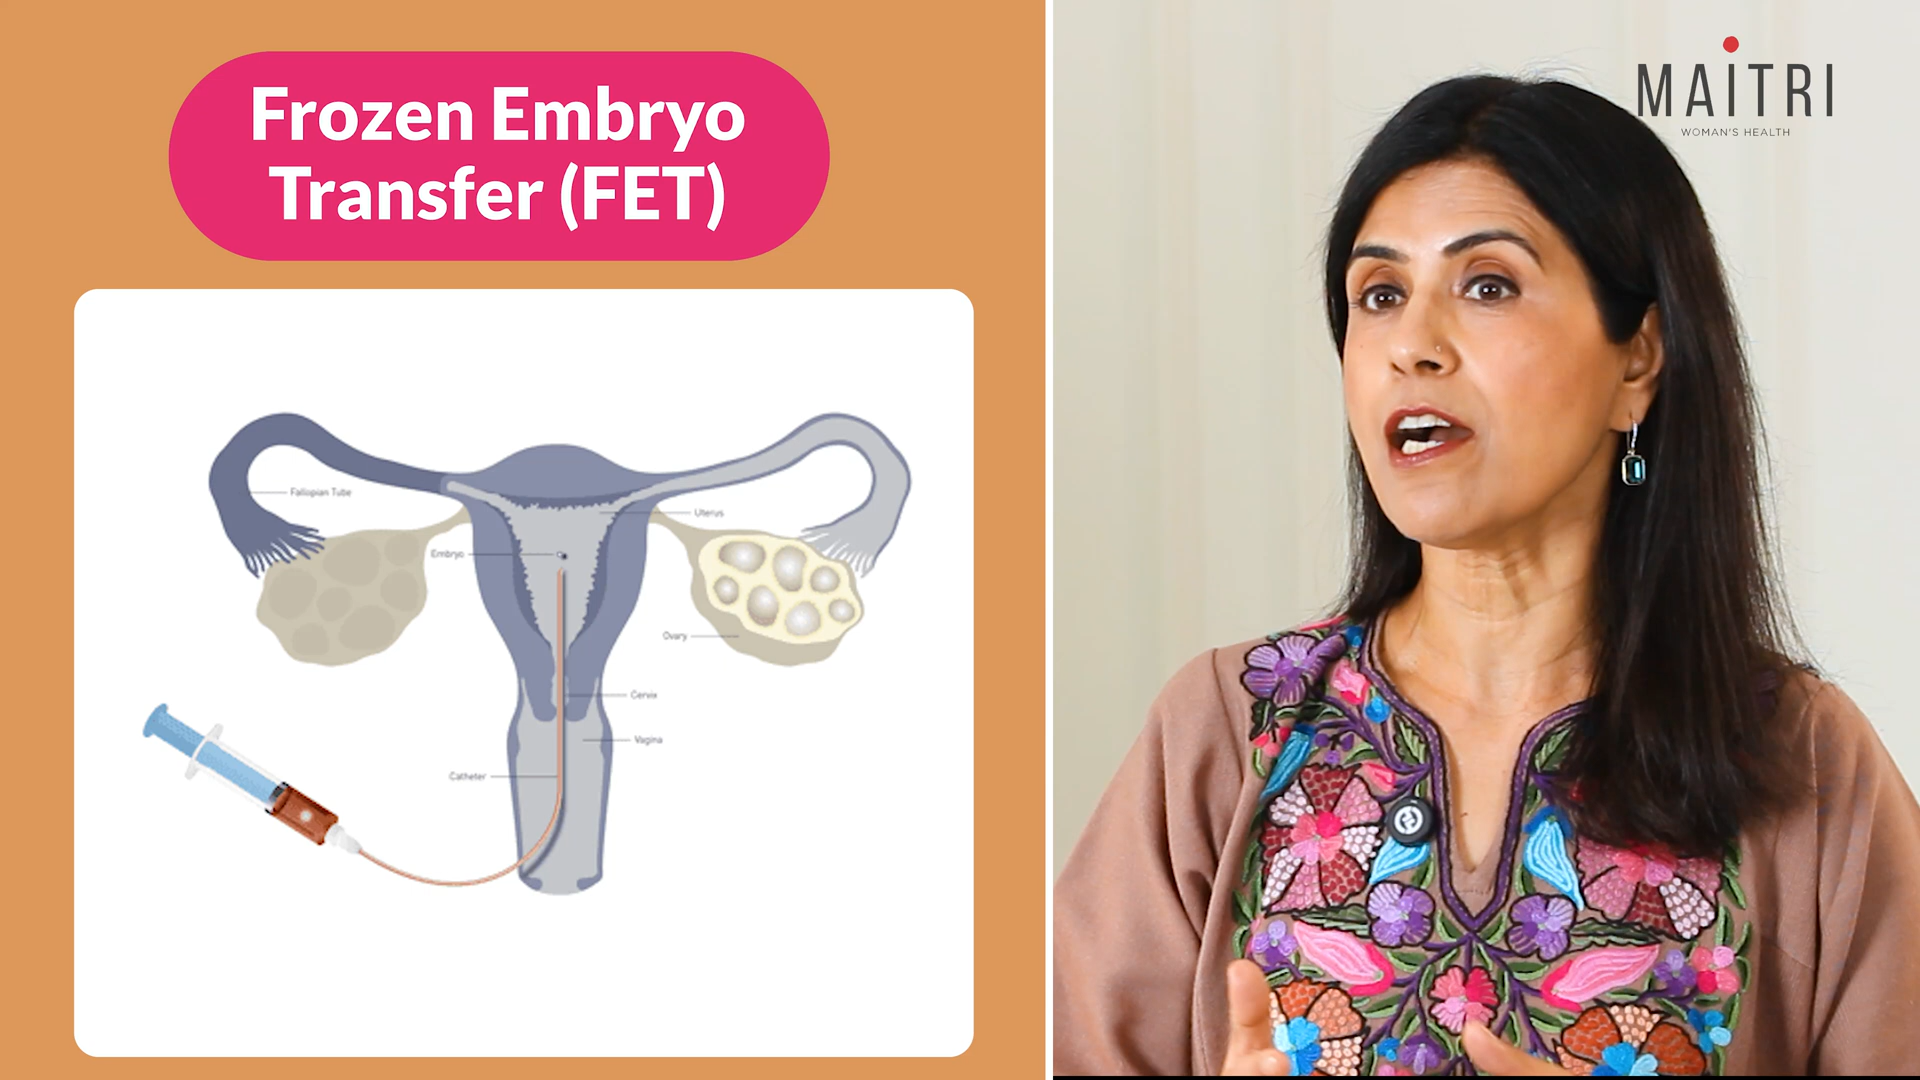 Frozen Embryo
Transfer (FET)
Fallopian Tube
Uterus
Embryo
Ovary
Cervix
Vagina
Catheter
MAITRI
WOMAN'S HEALTH